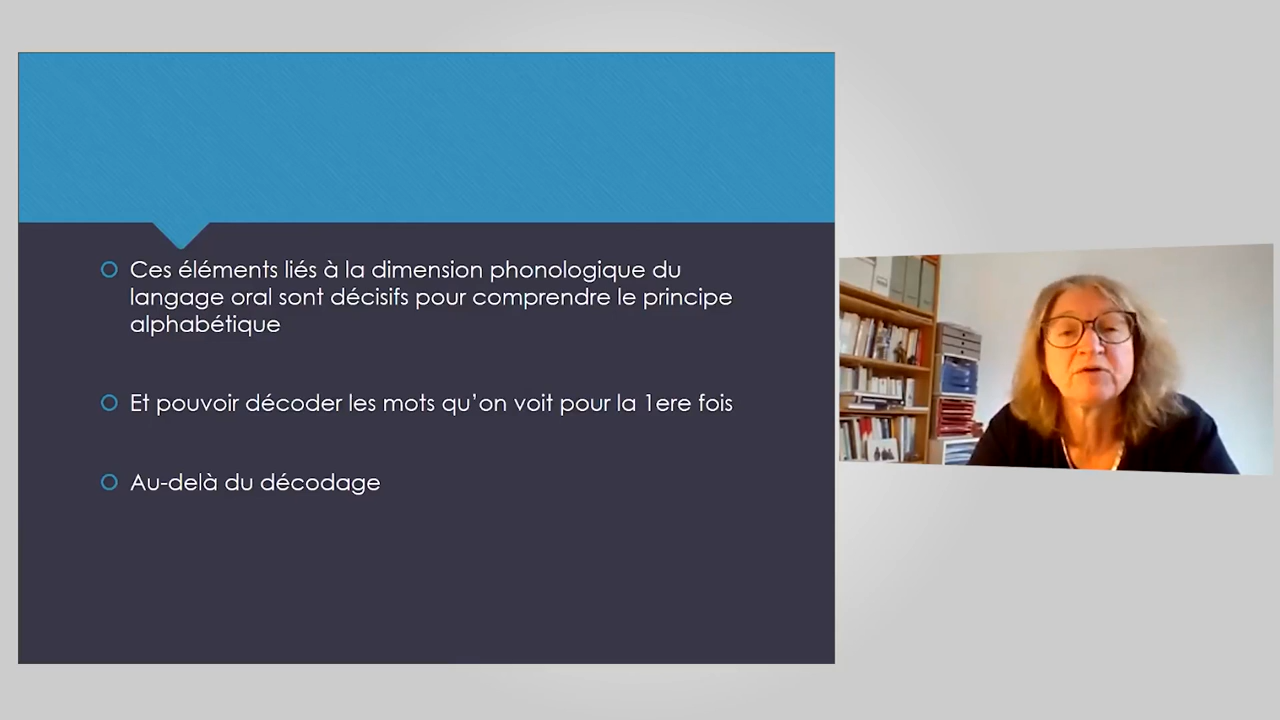 Ces éléments liés à la dimension phonologique du
langage oral sont décisifs pour comprendre le principe
alphabétique
Et pouvoir décoder les mots qu'on voit pour la 1ere fois
Au-delà du décodage